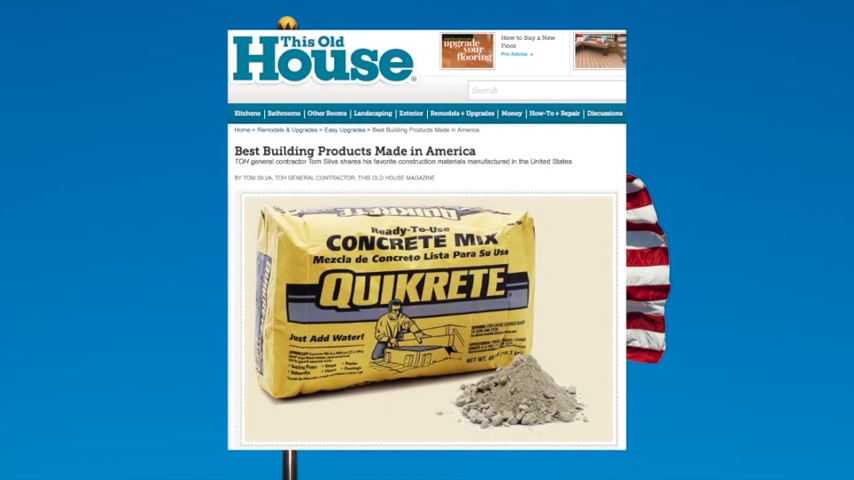 This Old
House
upgrade
your
flooring
How to Buy a New
Floor
Pro Advice »
Search
Kitchens | Bathrooms | Other Rooms | Landscaping | Exterior | Remodels + Upgrades | Money | How-To + Repair | Discussions
Home > Remodels & Upgrades > Easy Upgrades > Best Building Products Made in America
Best Building Products Made in America
TOH general contractor Tom Silva shares his favorite construction materials manufactured in the United States
BY TOM SILVA, TOH GENERAL CONTRACTOR, THIS OLD HOUSE MAGAZINE
QUIKRETE
Ready-To-Use
CONCRETE MIX
Mezcla de Concreto Lista Para Su Uso
QUIKRETE
Just Add Water!
NET WT.